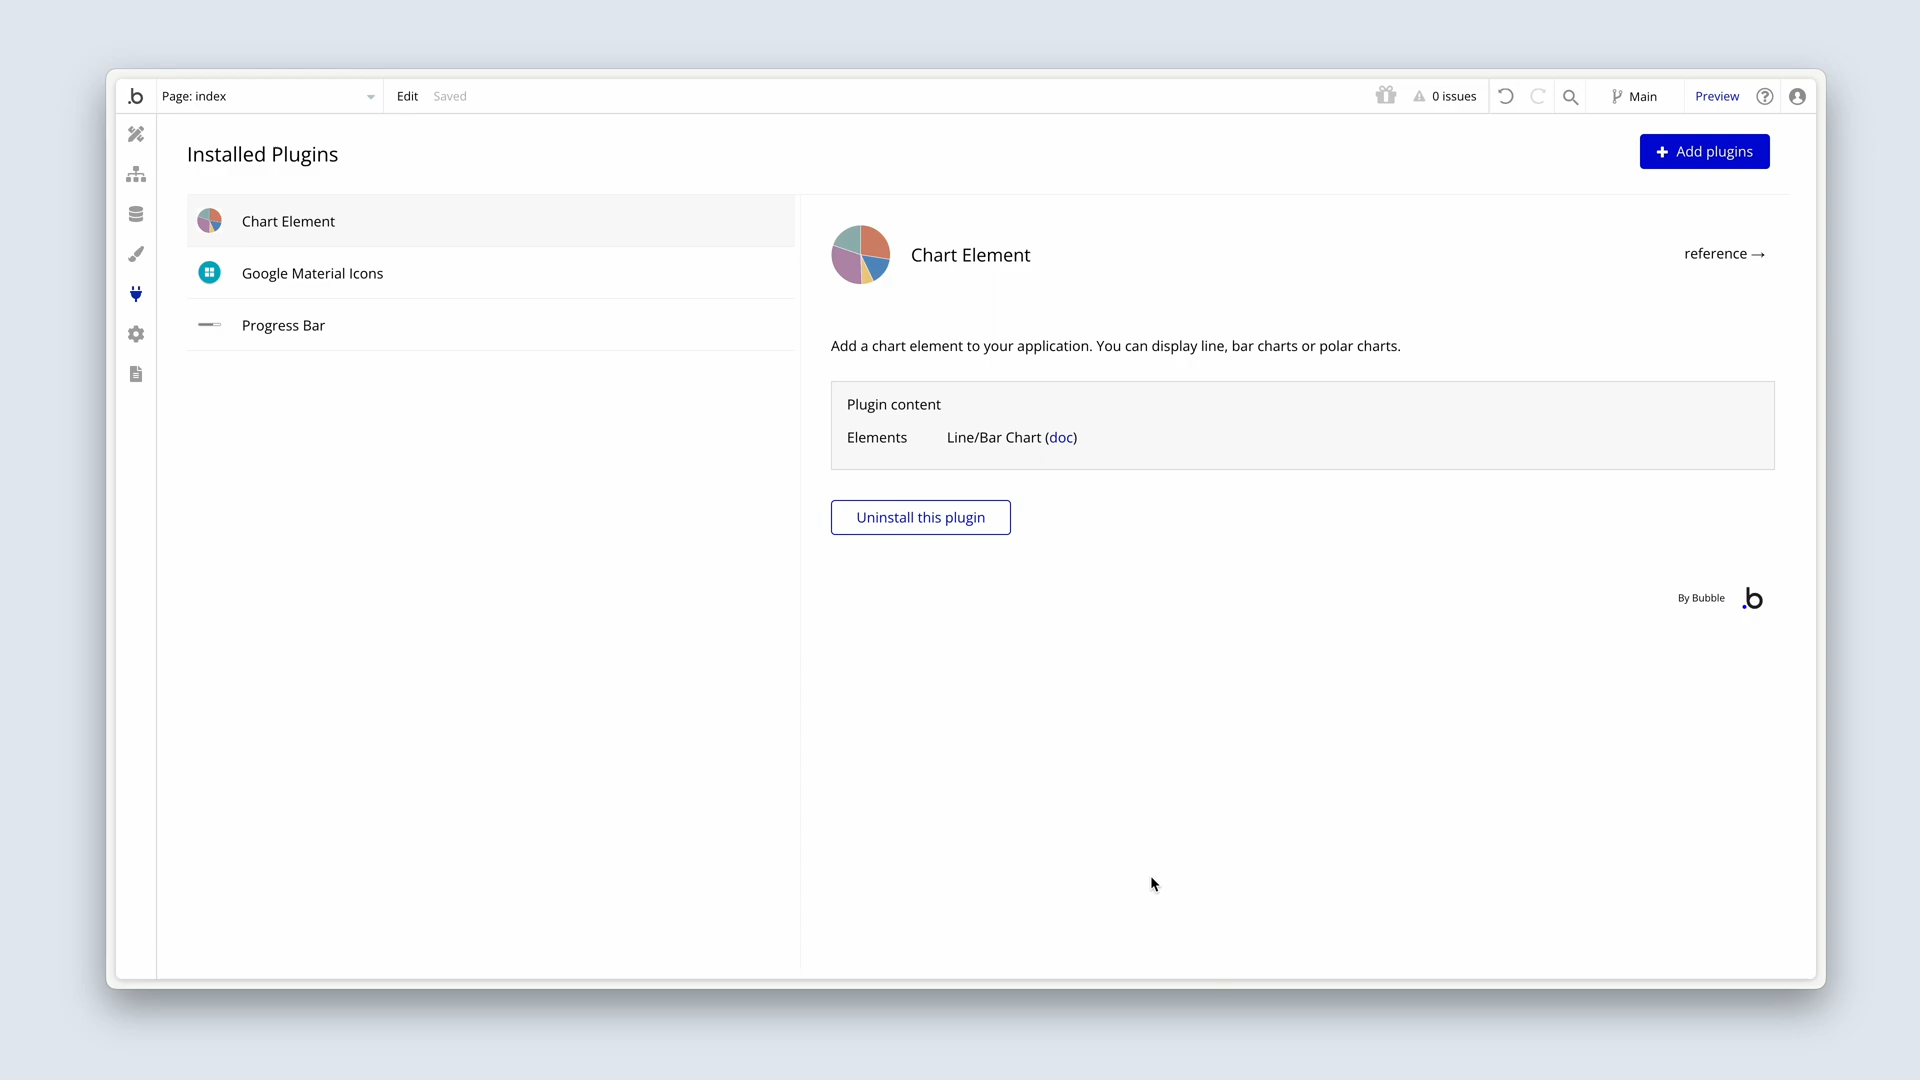 .b Page: index Edit Saved 0 issues Main Preview
Installed Plugins
+ Add plugins
Chart Element
Google Material Icons
Progress Bar
Chart Element
reference →
Add a chart element to your application. You can display line, bar charts or polar charts.
Plugin content
Elements Line/Bar Chart (doc)
Uninstall this plugin
By Bubble .b